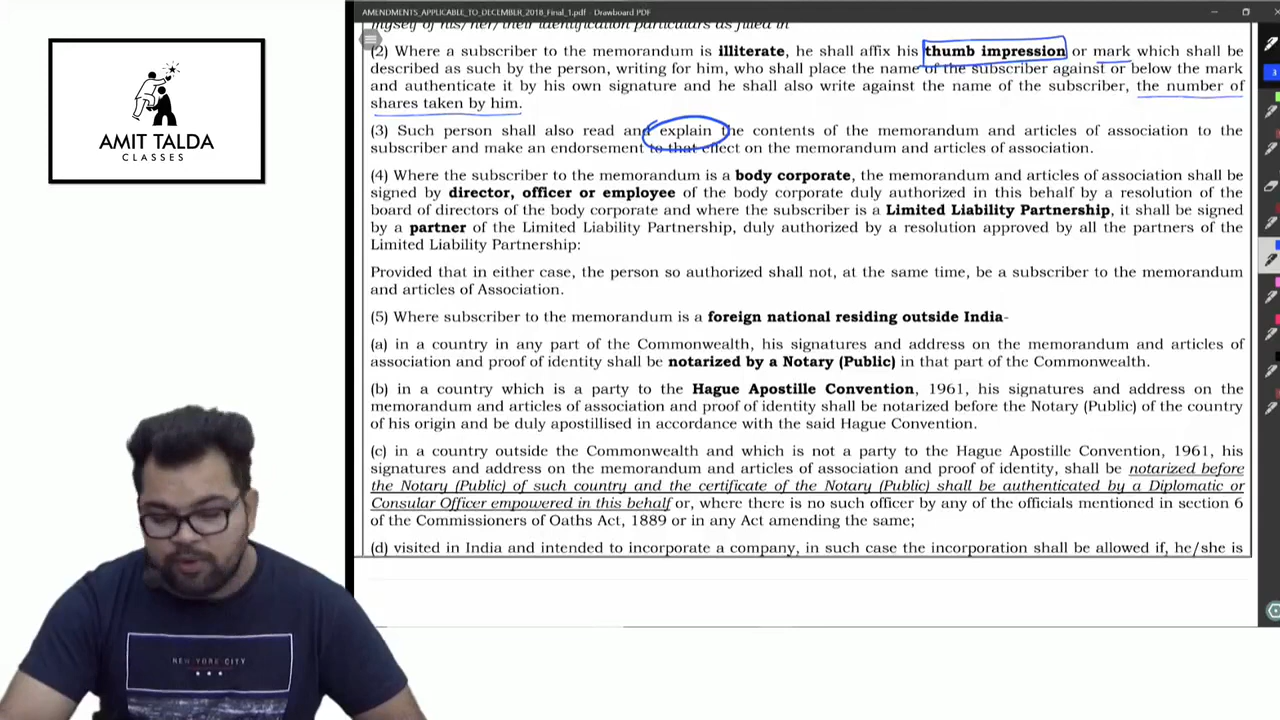 AMENDMENTS_APPLICABLE_TO_DECEMBER_2018_Final_1.pdf - Drawboard PDF
myself of his/her/their identification particulars as filled in
(2) Where a subscriber to the memorandum is illiterate, he shall affix his thumb impression or mark which shall be
described as such by the person, writing for him, who shall place the name of the subscriber against or below the mark
and authenticate it by his own signature and he shall also write against the name of the subscriber, the number of
shares taken by him.
(3) Such person shall also read and explain the contents of the memorandum and articles of association to the
subscriber and make an endorsement to that effect on the memorandum and articles of association.
(4) Where the subscriber to the memorandum is a body corporate, the memorandum and articles of association shall be
signed by director, officer or employee of the body corporate duly authorized in this behalf by a resolution of the
board of directors of the body corporate and where the subscriber is a Limited Liability Partnership, it shall be signed
by a partner of the Limited Liability Partnership, duly authorized by a resolution approved by all the partners of the
Limited Liability Partnership:
Provided that in either case, the person so authorized shall not, at the same time, be a subscriber to the memorandum
and articles of Association.
(5) Where subscriber to the memorandum is a foreign national residing outside India-
(a) in a country in any part of the Commonwealth, his signatures and address on the memorandum and articles of
association and proof of identity shall be notarized by a Notary (Public) in that part of the Commonwealth.
(b) in a country which is a party to the Hague Apostille Convention, 1961, his signatures and address on the
memorandum and articles of association and proof of identity shall be notarized before the Notary (Public) of the country
of his origin and be duly apostillised in accordance with the said Hague Convention.
(c) in a country outside the Commonwealth and which is not a party to the Hague Apostille Convention, 1961, his
signatures and address on the memorandum and articles of association and proof of identity, shall be notarized before
the Notary (Public) of such country and the certificate of the Notary (Public) shall be authenticated by a Diplomatic or
Consular Officer empowered in this behalf or, where there is no such officer by any of the officials mentioned in section 6
of the Commissioners of Oaths Act, 1889 or in any Act amending the same;
(d) visited in India and intended to incorporate a company, in such case the incorporation shall be allowed if, he/she is
AMIT TALDA
CLASSES
NEW YORK CITY
3